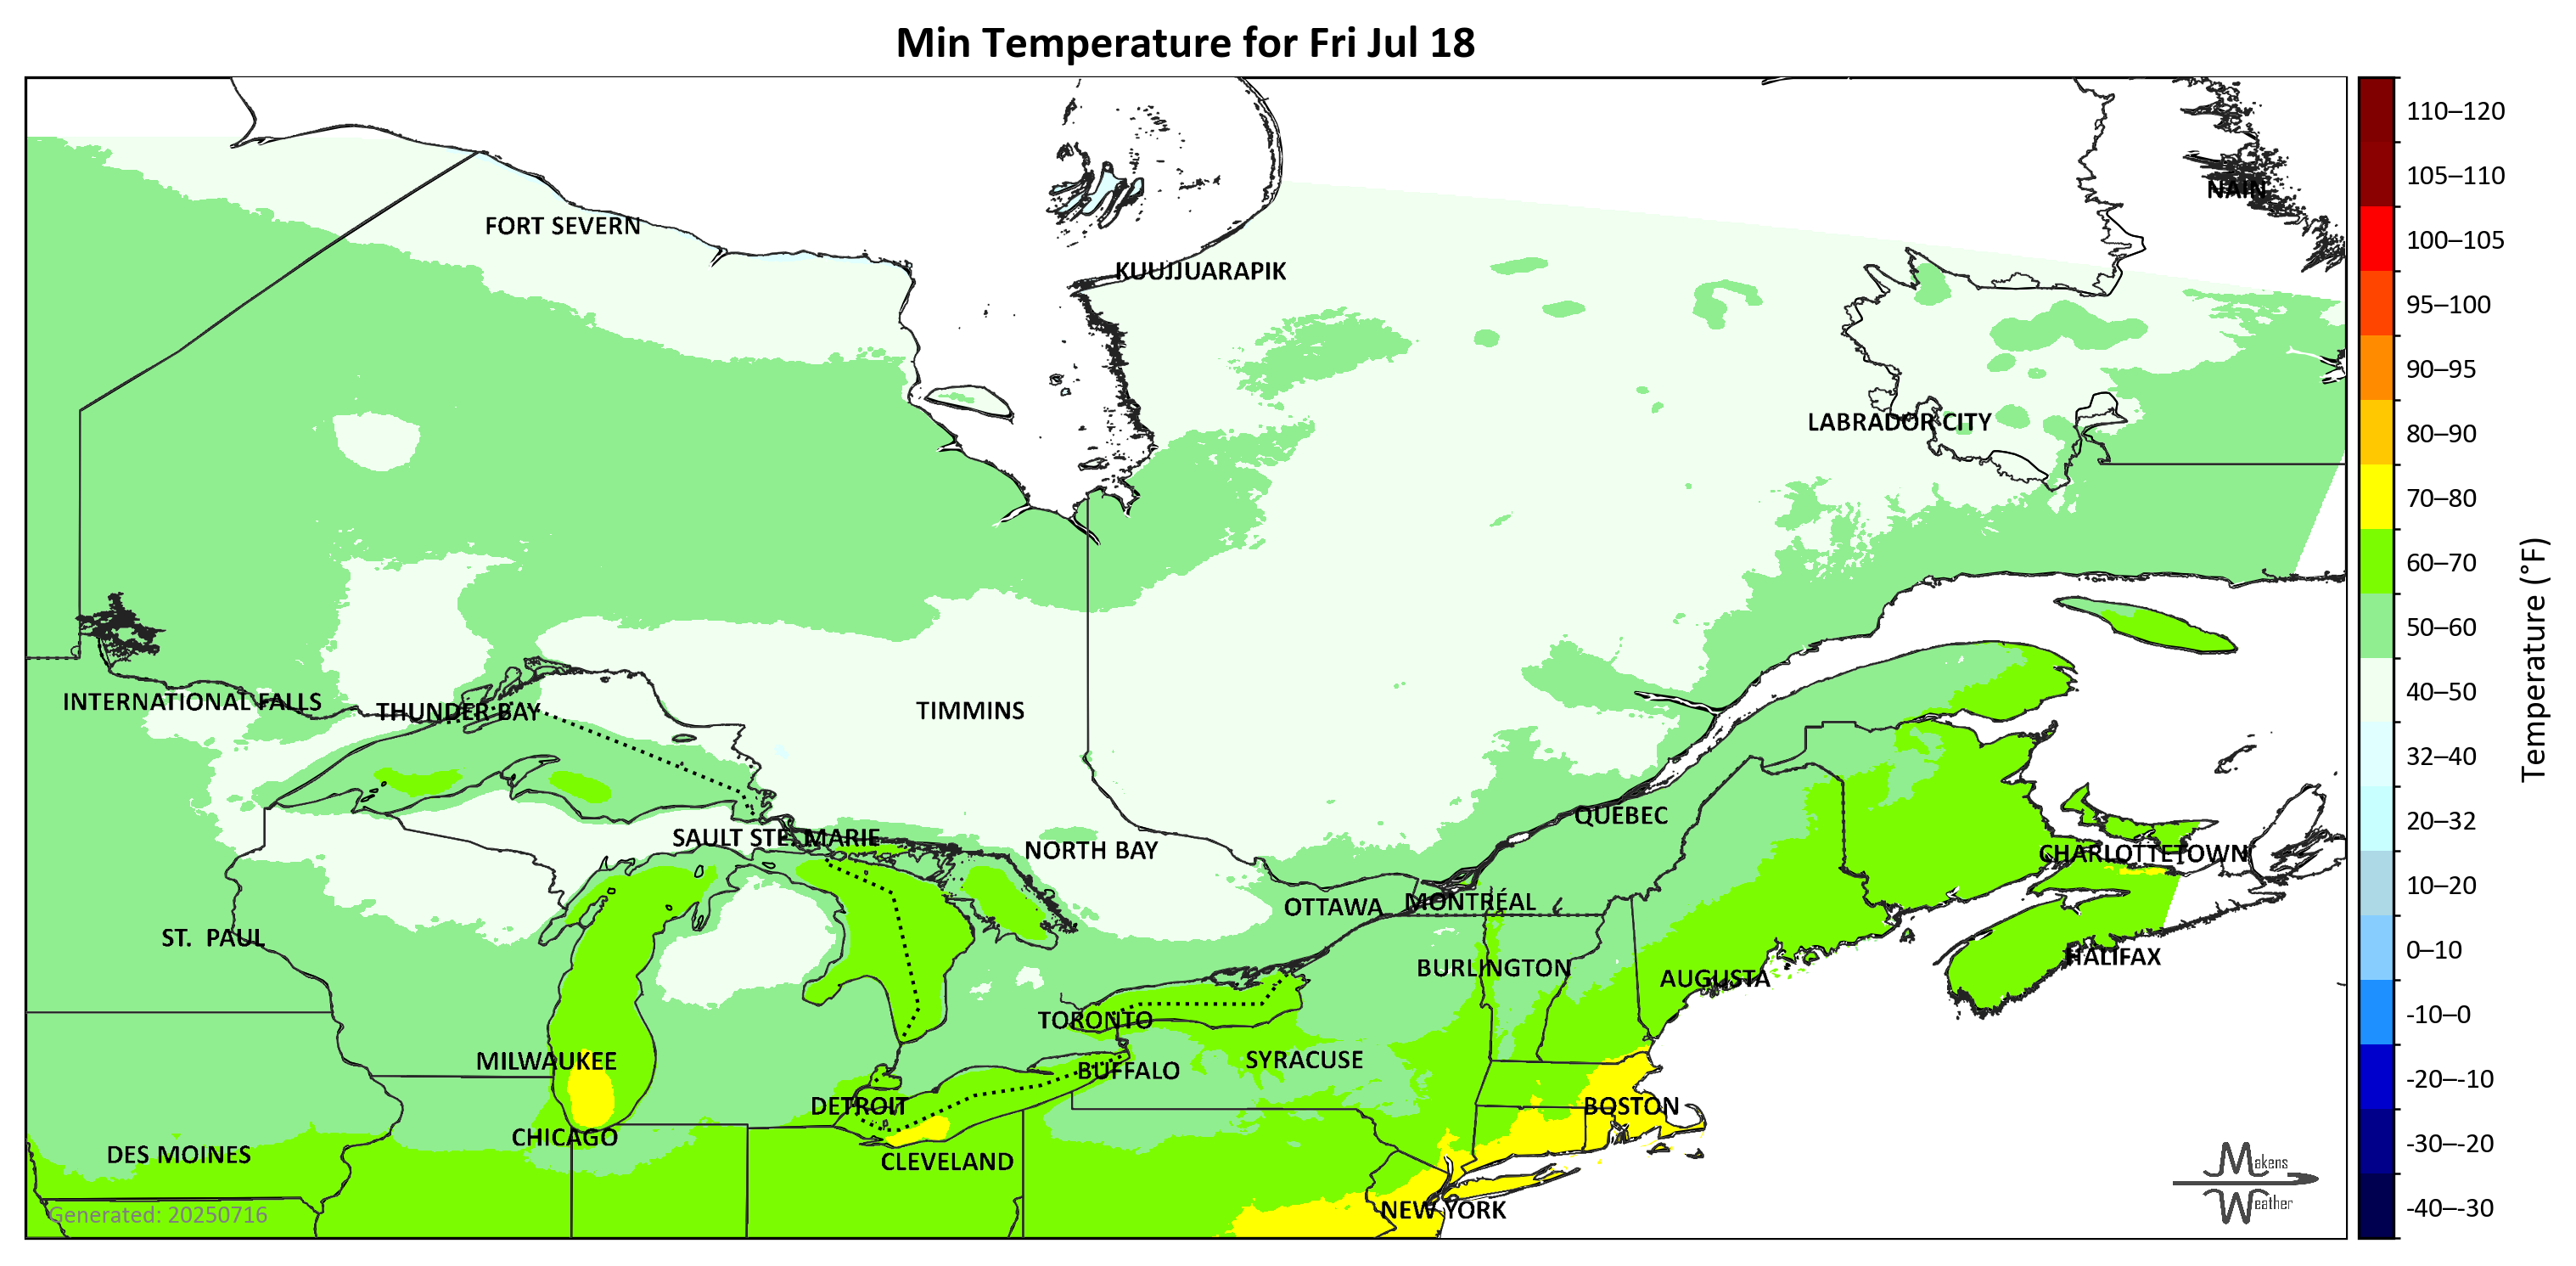 Min Temperature for Fri Jul 18
110–120
105–110
NAIN
FORT SEVERN
100–105
KUUJJUARAPIK
95–100
90–95
LABRADOR CITY
80–90
70–80
60–70
Temperature (°F)
50–60
INTERNATIONAL FALLS
THUNDER BAY
TIMMINS
40–50
32–40
QUÉBEC
20–32
SAULT STE. MARIE
NORTH BAY
CHARLOTTETOWN
10–20
OTTAWA
MONTRÉAL
ST. PAUL
0–10
BURLINGTON
AUGUSTA
HALIFAX
-10–0
TORONTO
MILWAUKEE
SYRACUSE
BUFFALO
-20–-10
DETROIT
BOSTON
CHICAGO
-30–-20
DES MOINES
CLEVELAND
Makens
Weather
NEW YORK
-40–-30
Generated: 20250716